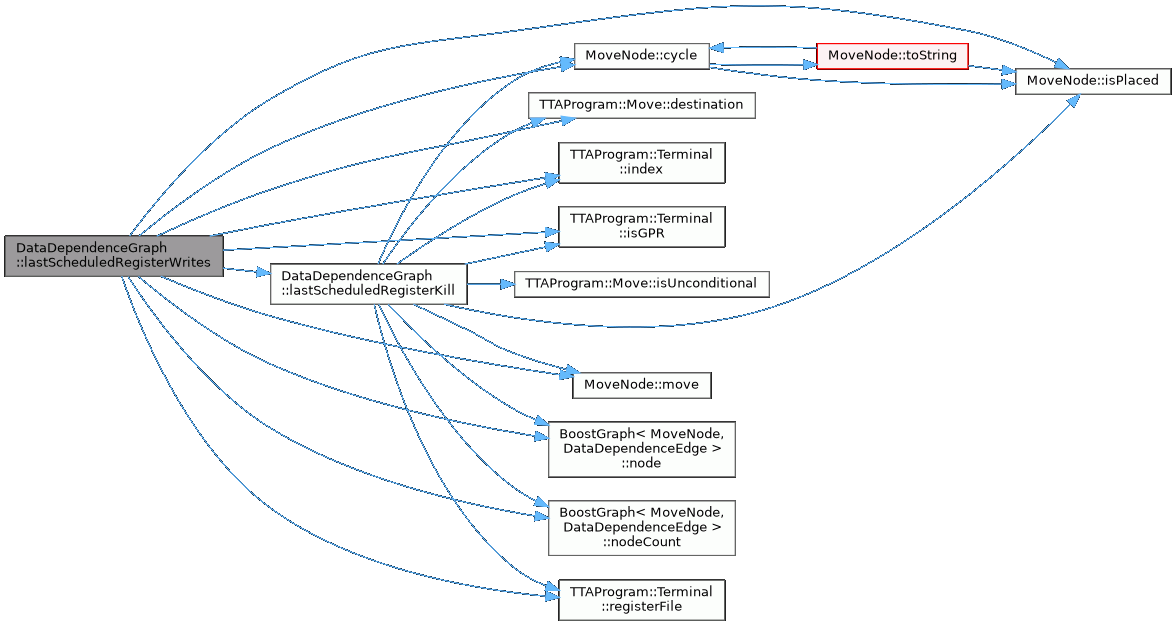 DataDependenceGraph
::lastScheduledRegisterWrites
DataDependenceGraph
::lastScheduledRegisterKill
MoveNode::cycle
MoveNode::toString
MoveNode::isPlaced
TTAProgram::Move::destination
TTAProgram::Terminal
::index
TTAProgram::Terminal
::isGPR
TTAProgram::Move::isUnconditional
MoveNode::move
BoostGraph< MoveNode,
DataDependenceEdge >
::node
BoostGraph< MoveNode,
DataDependenceEdge >
::nodeCount
TTAProgram::Terminal
::registerFile